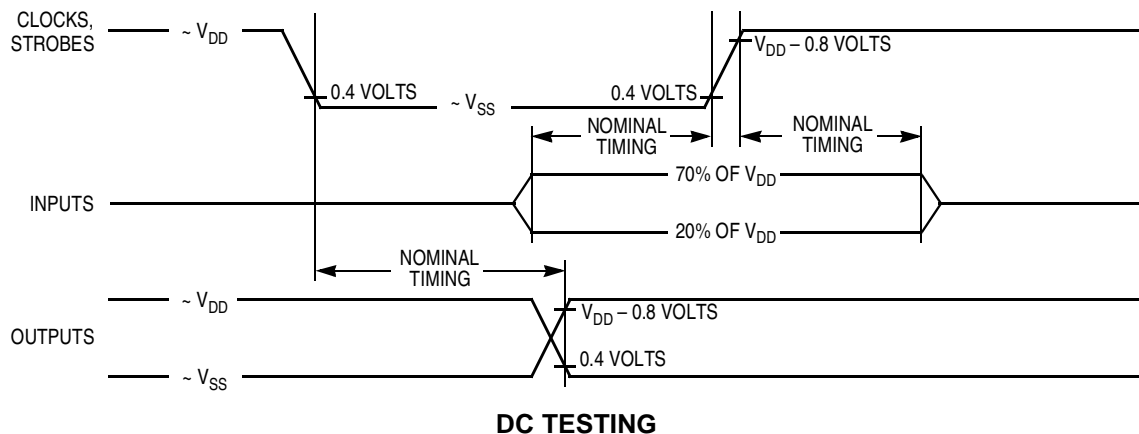 CLOCKS,
STROBES
~ VDD
0.4 VOLTS
~ VSS
0.4 VOLTS
VDD – 0.8 VOLTS
NOMINAL
TIMING
NOMINAL
TIMING
INPUTS
70% OF VDD
20% OF VDD
NOMINAL
TIMING
OUTPUTS
~ VDD
VDD – 0.8 VOLTS
0.4 VOLTS
~ VSS
DC TESTING